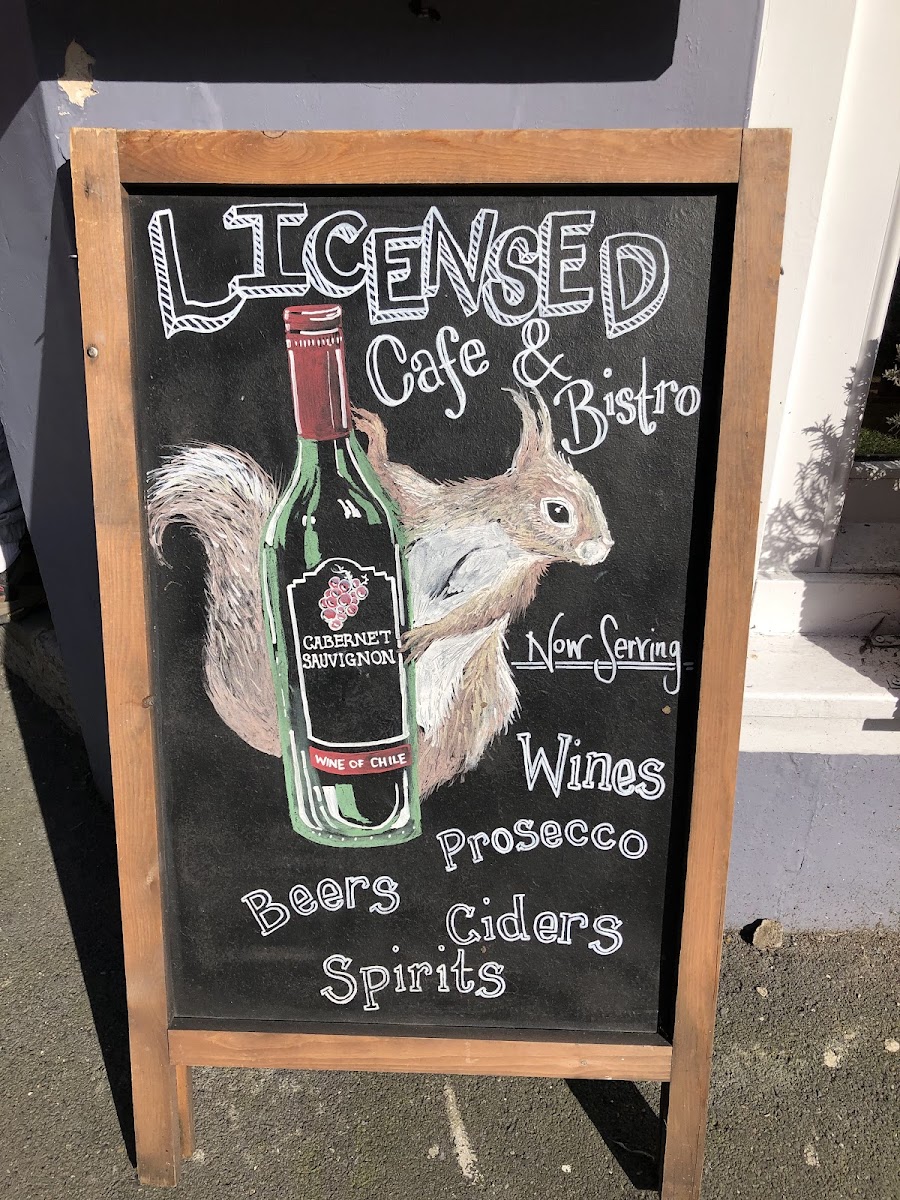 LICENSED
Cafe &
Bistro
CABERNET
SAUVIGNON
WINE OF CHILE
Now Serving
Wines
Prosecco
Beers
Ciders
Spirits